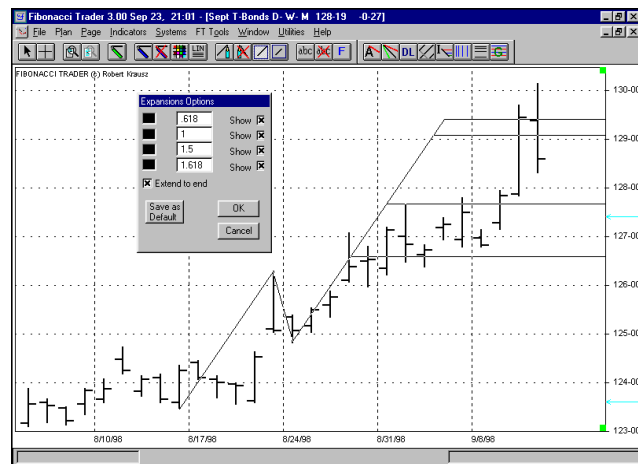 Fibonacci Trader 3.00 Sep 23, 21:01 - [Sept T-Bonds D- W- M 128-19 -0-27]
File Plan Page Indicators Systems FT Tools Window Utilities Help
LIN abc abc F A DL
FIBONACCI TRADER (c) Robert Krausz
Expansions Options
.618 Show
1 Show
1.5 Show
1.618 Show
Extend to end
Save as Default
OK
Cancel
130-00
129-00
128-00
127-00
126-00
125-00
124-00
123-00
8/10/98 8/17/98 8/24/98 8/31/98 9/8/98